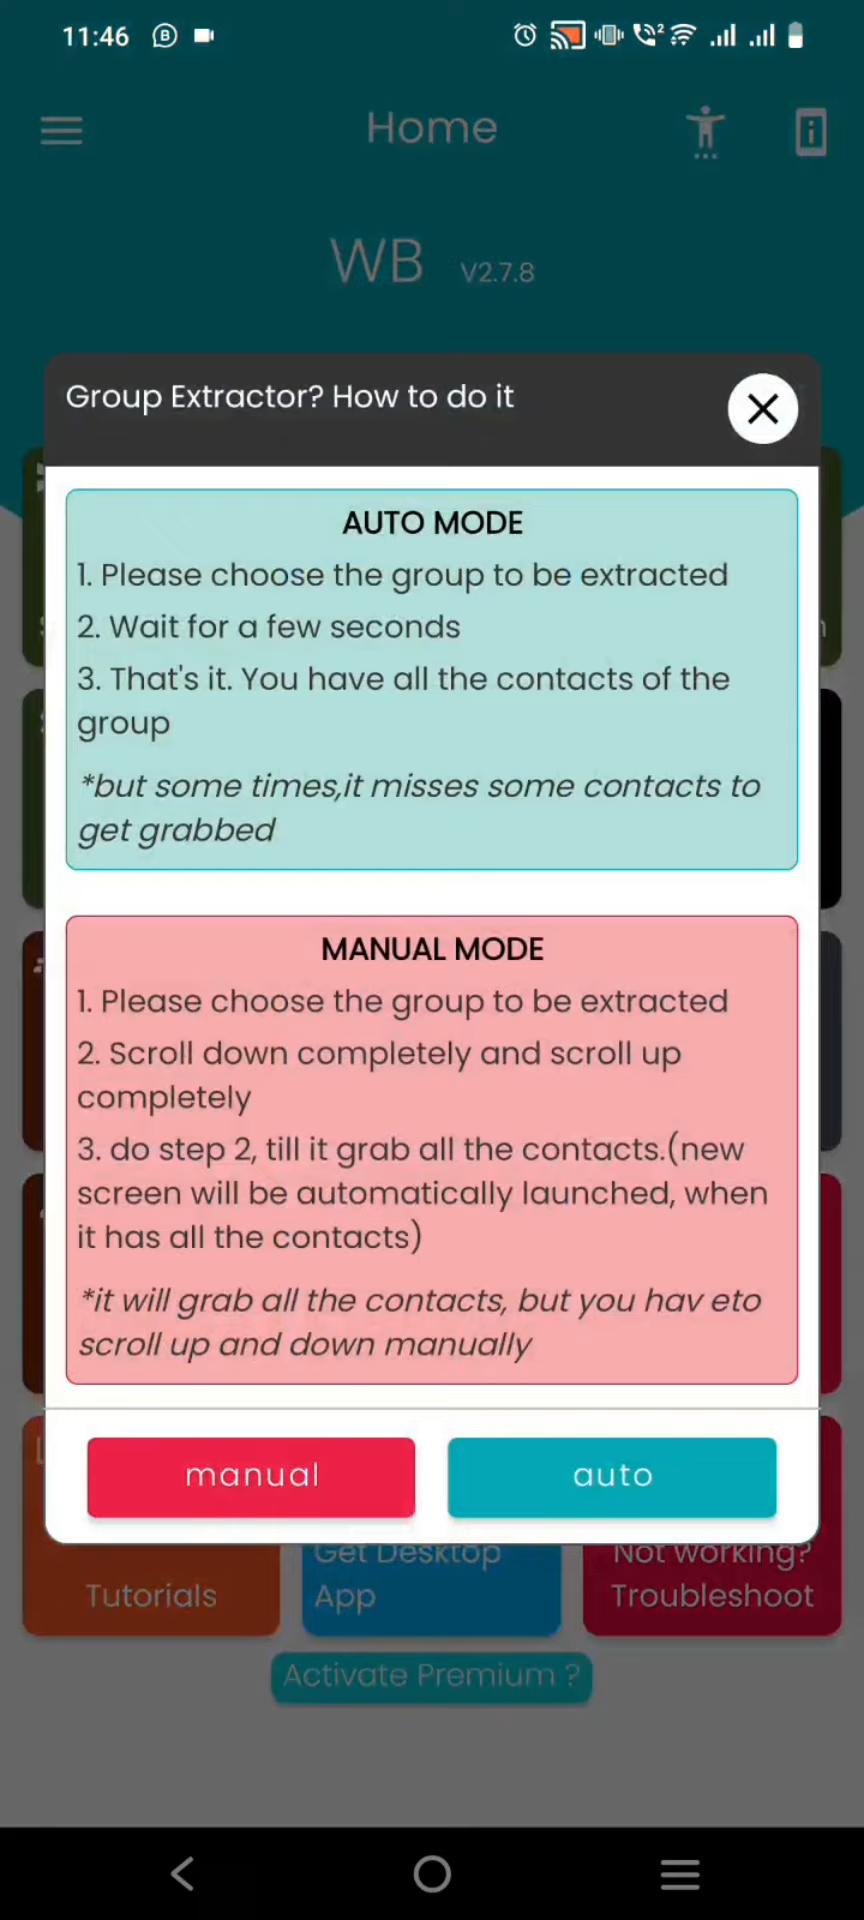 11:46
Home
WB V2.7.8
Group Extractor? How to do it
AUTO MODE
1. Please choose the group to be extracted
2. Wait for a few seconds
3. That's it. You have all the contacts of the
group
*but some times,it misses some contacts to
get grabbed
MANUAL MODE
1. Please choose the group to be extracted
2. Scroll down completely and scroll up
completely
3. do step 2, till it grab all the contacts.(new
screen will be automatically launched, when
it has all the contacts)
*it will grab all the contacts, but you hav eto
scroll up and down manually
manual auto
Tutorials
Get Desktop
App
Not working?
Troubleshoot
Activate Premium ?